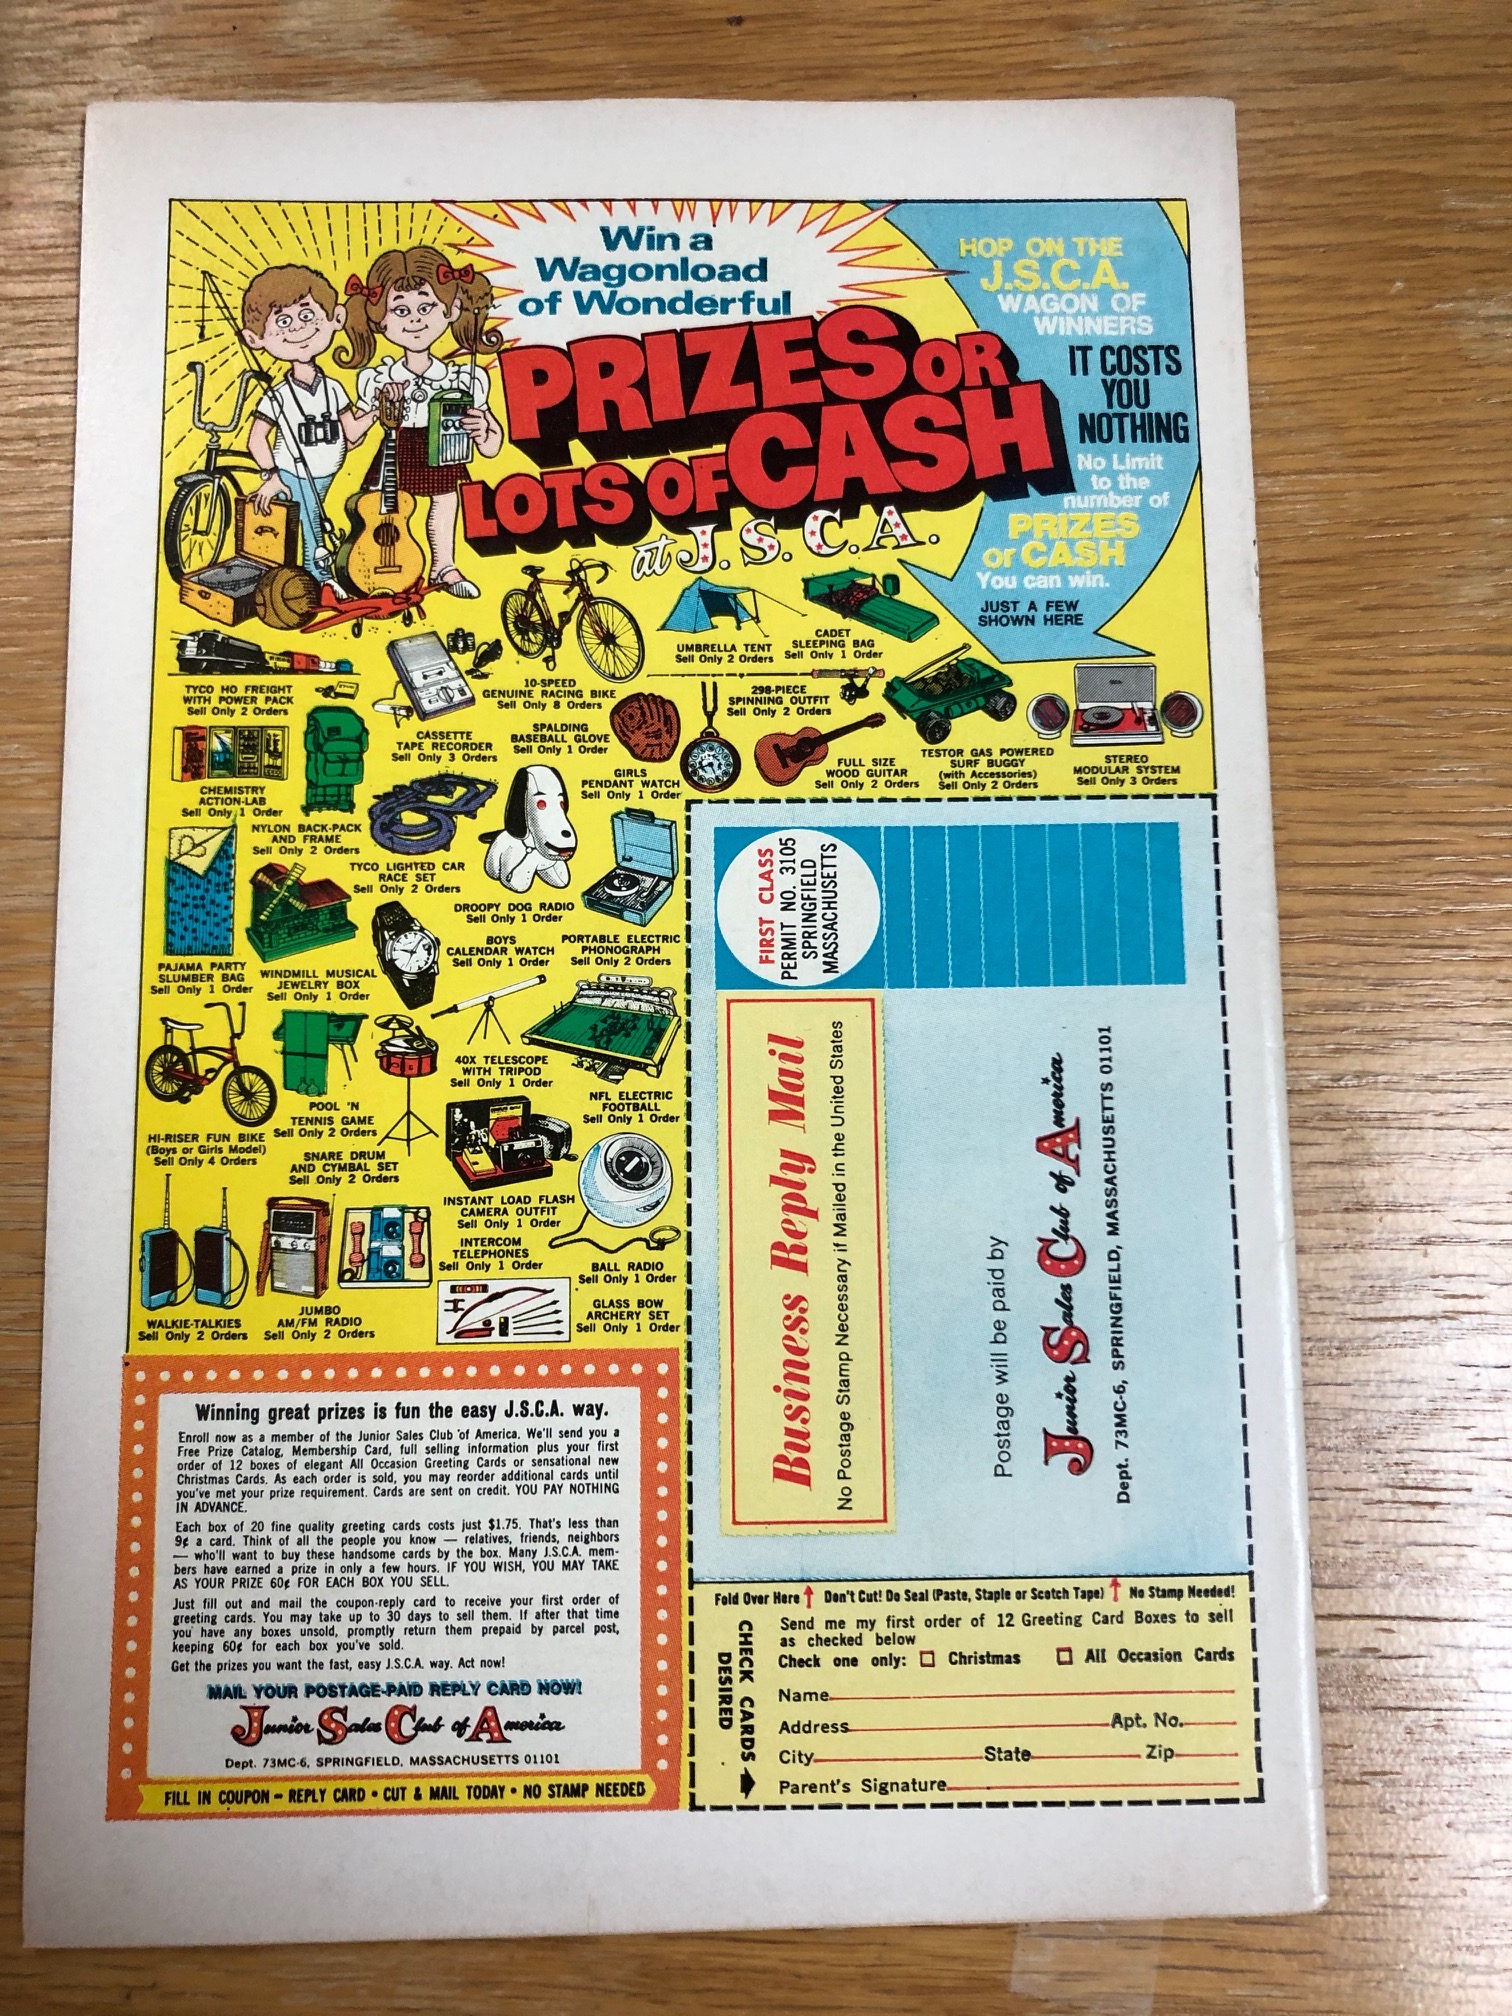 Win a
Wagonload
of Wonderful
PRIZES OR
LOTS OF CASH
at J.S.C.A.
HOP ON THE
J.S.C.A.
WAGON OF
WINNERS
IT COSTS
YOU
NOTHING
No Limit
to the
number of
PRIZES
or CASH
You can win.
JUST A FEW
SHOWN HERE
TYCO HO FREIGHT
WITH POWER PACK
Sell Only 2 Orders
CASSETTE
TAPE RECORDER
Sell Only 3 Orders
10-SPEED
GENUINE RACING BIKE
Sell Only 8 Orders
UMBRELLA TENT
Sell Only 2 Orders
CADET
SLEEPING BAG
Sell Only 1 Order
SPALDING
BASEBALL GLOVE
Sell Only 1 Order
298-PIECE
SPINNING OUTFIT
Sell Only 2 Orders
GIRLS
PENDANT WATCH
Sell Only 1 Order
FULL SIZE
WOOD GUITAR
Sell Only 2 Orders
TESTOR GAS POWERED
SURF BUGGY
(with Accessories)
Sell Only 2 Orders
STEREO
MODULAR SYSTEM
Sell Only 3 Orders
CHEMISTRY
ACTION-LAB
Sell Only 1 Order
NYLON BACK-PACK
AND FRAME
Sell Only 2 Orders
TYCO LIGHTED CAR
RACE SET
Sell Only 2 Orders
DROOPY DOG RADIO
Sell Only 1 Order
BOYS
CALENDAR WATCH
Sell Only 1 Order
PORTABLE ELECTRIC
PHONOGRAPH
Sell Only 2 Orders
PAJAMA PARTY
SLUMBER BAG
Sell Only 1 Order
WINDMILL MUSICAL
JEWELRY BOX
Sell Only 1 Order
40X TELESCOPE
WITH TRIPOD
Sell Only 1 Order
NFL ELECTRIC
FOOTBALL
Sell Only 1 Order
HI-RISER FUN BIKE
(Boys or Girls Model)
Sell Only 4 Orders
POOL 'N
TENNIS GAME
Sell Only 2 Orders
SNARE DRUM
AND CYMBAL SET
Sell Only 2 Orders
INSTANT LOAD FLASH
CAMERA OUTFIT
Sell Only 1 Order
INTERCOM
TELEPHONES
Sell Only 1 Order
BALL RADIO
Sell Only 1 Order
WALKIE-TALKIES
Sell Only 2 Orders
JUMBO
AM/FM RADIO
Sell Only 2 Orders
GLASS BOW
ARCHERY SET
Sell Only 1 Order
Winning great prizes is fun the easy J.S.C.A. way.
Enroll now as a member of the Junior Sales Club of America. We'll send you a
Free Prize Catalog, Membership Card, full selling information plus your first
order of 12 boxes of elegant All Occasion Greeting Cards or sensational new
Christmas Cards. As each order is sold, you may reorder additional cards until
you've met your prize requirement. Cards are sent on credit. YOU PAY NOTHING
IN ADVANCE.
Each box of 20 fine quality greeting cards costs just $1.75. That's less than
9¢ a card. Think of all the people you know — relatives, friends, neighbors
— who'll want to buy these handsome cards by the box. Many J.S.C.A. mem-
bers have earned a prize in only a few hours. IF YOU WISH, YOU MAY TAKE
AS YOUR PRIZE 60¢ FOR EACH BOX YOU SELL.
Just fill out and mail the coupon-reply card to receive your first order of
greeting cards. You may take up to 30 days to sell them. If after that time
you have any boxes unsold, promptly return them prepaid by parcel post,
keeping 60¢ for each box you've sold.
Get the prizes you want the fast, easy J.S.C.A. way. Act now!
MAIL YOUR POSTAGE-PAID REPLY CARD NOW!
Junior Sales Club of America
Dept. 73MC-6, SPRINGFIELD, MASSACHUSETTS 01101
FILL IN COUPON – REPLY CARD • CUT & MAIL TODAY • NO STAMP NEEDED
FIRST CLASS
PERMIT NO. 3105
SPRINGFIELD
MASSACHUSETTS
Business Reply Mail
No Postage Stamp Necessary if Mailed in the United States
Postage will be paid by
Junior Sales Club of America
Dept. 73MC-6, SPRINGFIELD, MASSACHUSETTS 01101
Fold Over Here ↑ Don't Cut! Do Seal (Paste, Staple or Scotch Tape) ↑ No Stamp Needed!
CHECK CARDS
DESIRED
Send me my first order of 12 Greeting Card Boxes to sell
as checked below
Check one only: ☐ Christmas ☐ All Occasion Cards
Name
Address Apt. No.
City State Zip
Parent's Signature